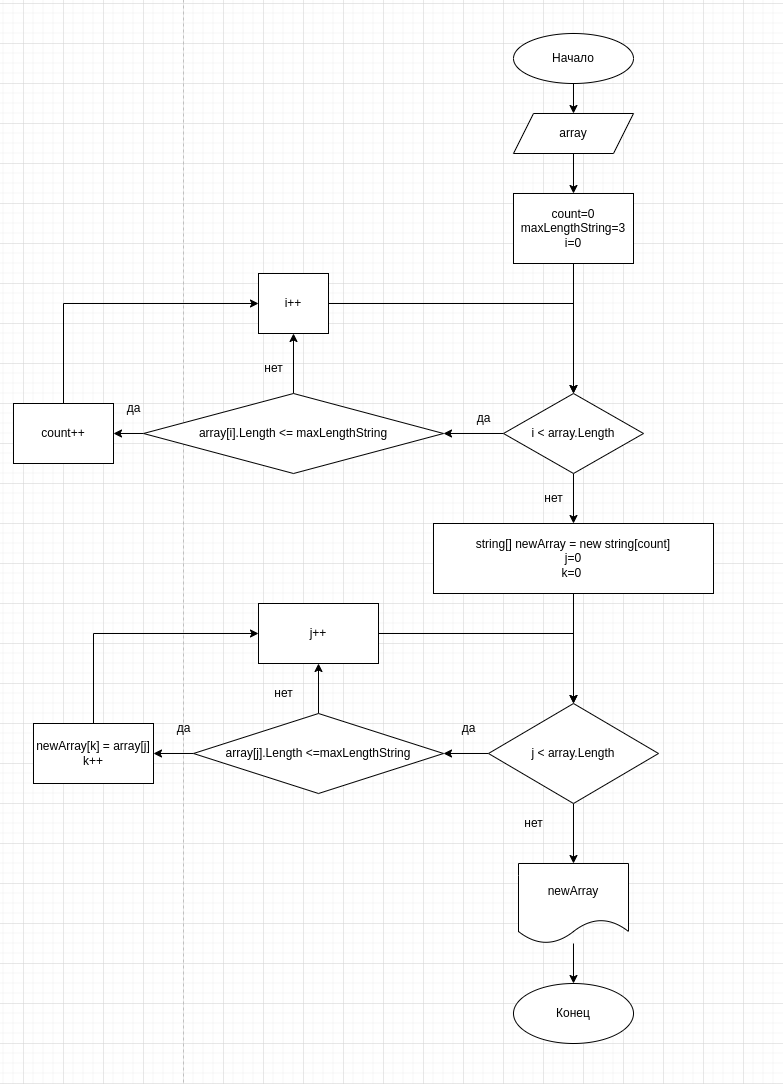 Начало
array
count=0
maxLengthString=3
i=0
i++
нет
да
да
count++
array[i].Length <= maxLengthString
i < array.Length
нет
string[] newArray = new string[count]
j=0
k=0
j++
нет
да
да
newArray[k] = array[j]
k++
array[j].Length <=maxLengthString
j < array.Length
нет
newArray
Конец